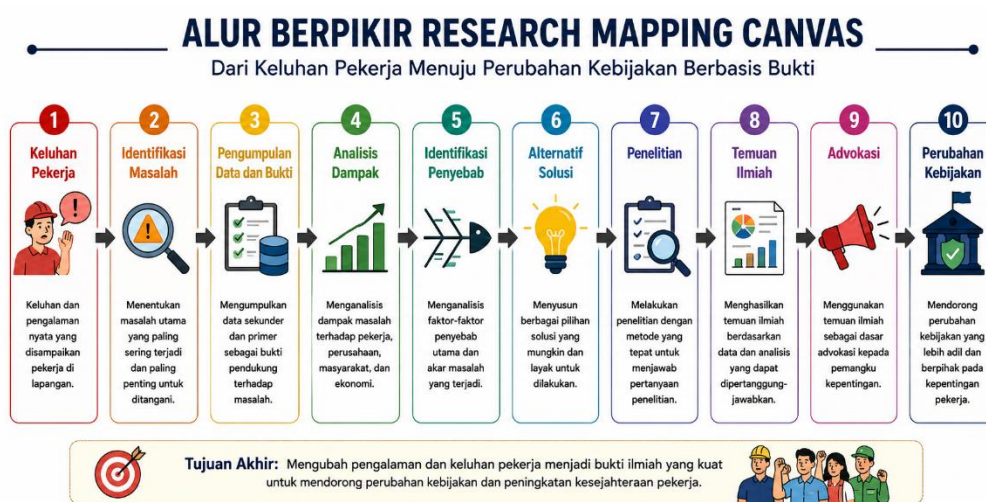 ALUR BERPIKIR RESEARCH MAPPING CANVAS
Dari Keluhan Pekerja Menuju Perubahan Kebijakan Berbasis Bukti
1
Keluhan
Pekerja
!
Keluhan dan
pengalaman
nyata yang
disampaikan
pekerja di
lapangan.
2
Identifikasi
Masalah
!
Menentukan
masalah utama
yang paling
sering terjadi
dan paling
penting untuk
ditangani.
3
Pengumpulan
Data dan Bukti
Mengumpulkan
data sekunder
dan primer
sebagai bukti
pendukung
terhadap
masalah.
4
Analisis
Dampak
Menganalisis
dampak masalah
terhadap pekerja,
perusahaan,
masyarakat, dan
ekonomi.
5
Identifikasi
Penyebab
Menganalisis
faktor-faktor
penyebab
utama dan
akar masalah
yang terjadi.
6
Alternatif
Solusi
Menyusun
berbagai pilihan
solusi yang
mungkin dan
layak untuk
dilakukan.
7
Penelitian
Melakukan
penelitian dengan
metode yang
tepat untuk
menjawab
pertanyaan
penelitian.
8
Temuan
Ilmiah
Menghasilkan
temuan ilmiah
berdasarkan
data dan analisis
yang dapat
dipertanggung-
jawabkan.
9
Advokasi
Menggunakan
temuan ilmiah
sebagai dasar
advokasi kepada
pemangku
kepentingan.
10
Perubahan
Kebijakan
Mendorong
perubahan
kebijakan yang
lebih adil dan
berpihak pada
kepentingan
pekerja.
Tujuan Akhir: Mengubah pengalaman dan keluhan pekerja menjadi bukti ilmiah yang kuat
untuk mendorong perubahan kebijakan dan peningkatan kesejahteraan pekerja.